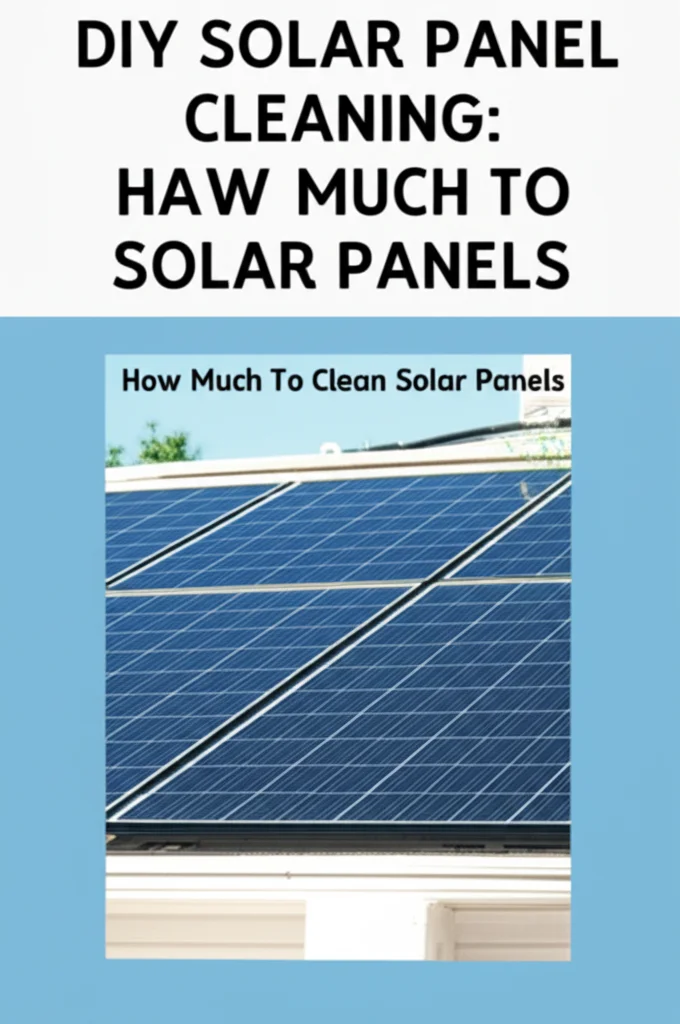 DIY SOLAR PANEL
CLEANING:
HAW MUCH TO
SOLAR PANELS
How Much To Clean Solar Panels